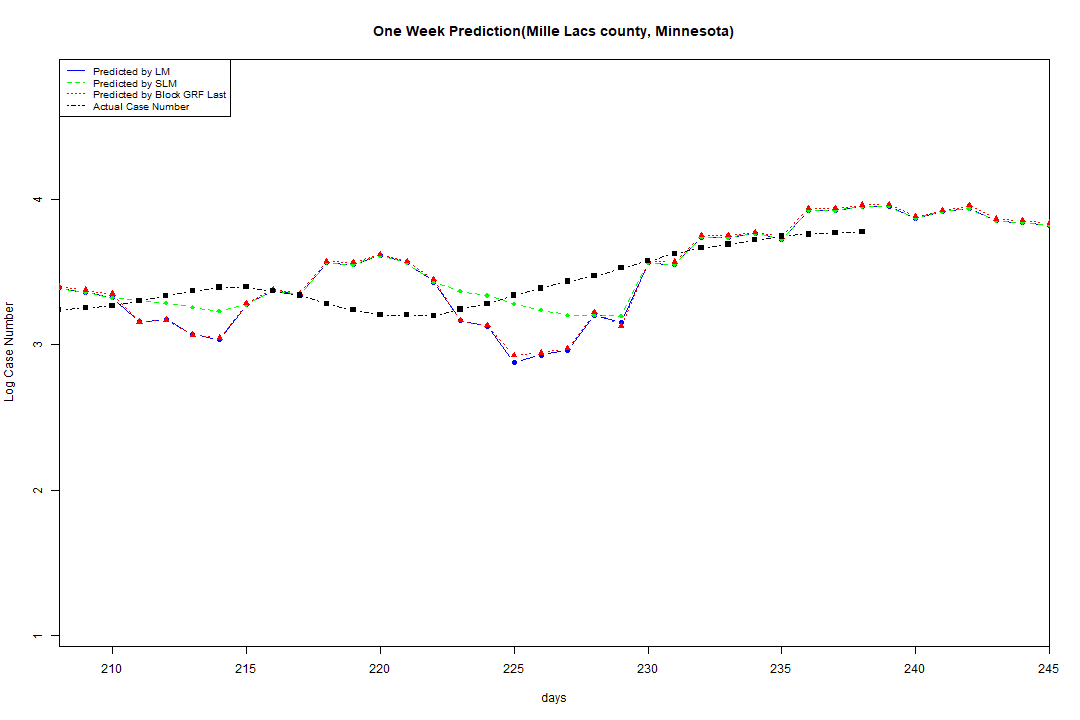 One Week Prediction(Mille Lacs county, Minnesota)
Predicted by LM
Predicted by SLM
Predicted by Block GRF Last
Actual Case Number
4
3
2
1
Log Case Number
210 215 220 225 230 235 240 245
days